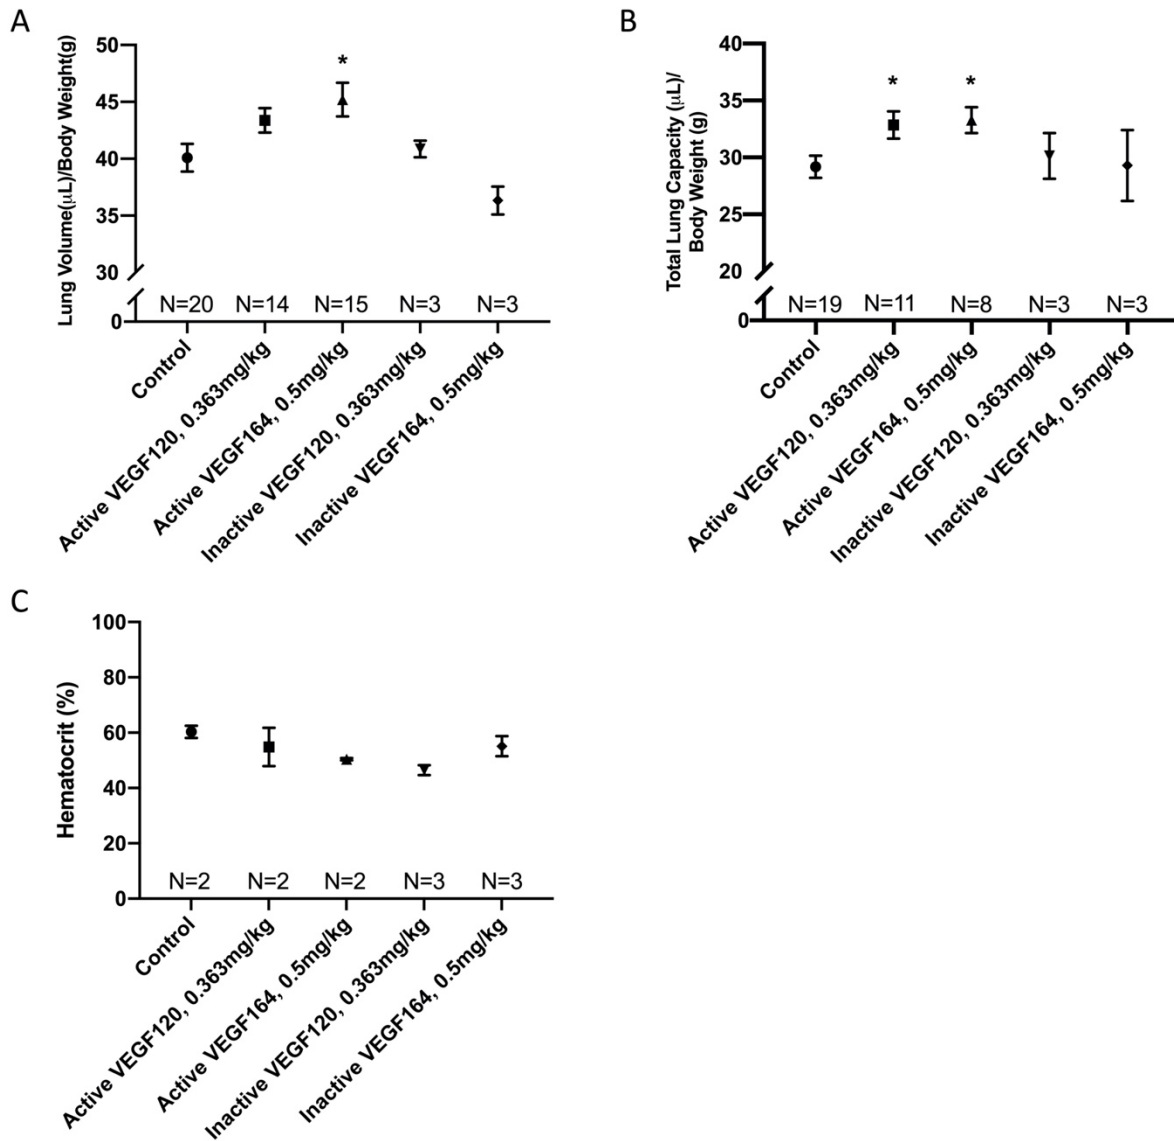 A
Lung Volume(μL)/Body Weight(g)
50
45
40
35
30
0
*
N=20 N=14 N=15 N=3 N=3
Control
Active VEGF120, 0.363mg/kg
Active VEGF164, 0.5mg/kg
Inactive VEGF120, 0.363mg/kg
Inactive VEGF164, 0.5mg/kg
B
Total Lung Capacity (μL)/
Body Weight (g)
40
35
30
25
20
0
* *
N=19 N=11 N=8 N=3 N=3
Control
Active VEGF120, 0.363mg/kg
Active VEGF164, 0.5mg/kg
Inactive VEGF120, 0.363mg/kg
Inactive VEGF164, 0.5mg/kg
C
Hematocrit (%)
100
80
60
40
20
0
N=2 N=2 N=2 N=3 N=3
Control
Active VEGF120, 0.363mg/kg
Active VEGF164, 0.5mg/kg
Inactive VEGF120, 0.363mg/kg
Inactive VEGF164, 0.5mg/kg